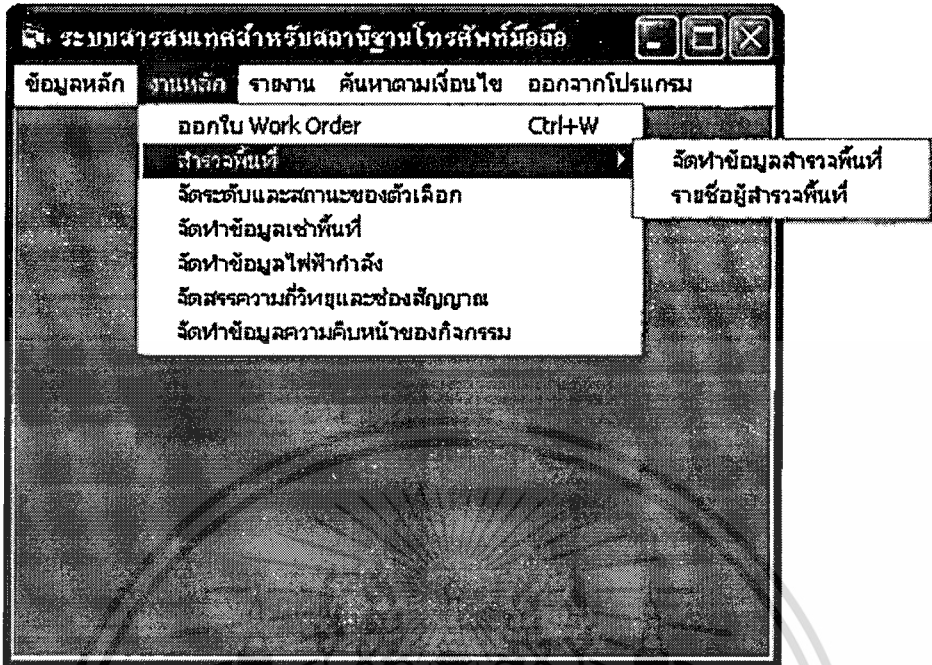 ระบบสารสนเทศสำหรับสถานีฐานโทรศัพท์มือถือ
ข้อมูลหลัก งานหลัก รายงาน ค้นหาตามเงื่อนไข ออกจากโปรแกรม
ออกใบ Work Order Ctrl+W
สำรวจพื้นที่
จัดทำข้อมูลสำรวจพื้นที่
รายชื่อผู้สำรวจพื้นที่
จัดระดับและสถานะของตัวเลือก
จัดทำข้อมูลเช่าพื้นที่
จัดทำข้อมูลไฟฟ้ากำลัง
จัดสรรความถี่วิทยุและช่องสัญญาณ
จัดทำข้อมูลความคืบหน้าของกิจกรรม